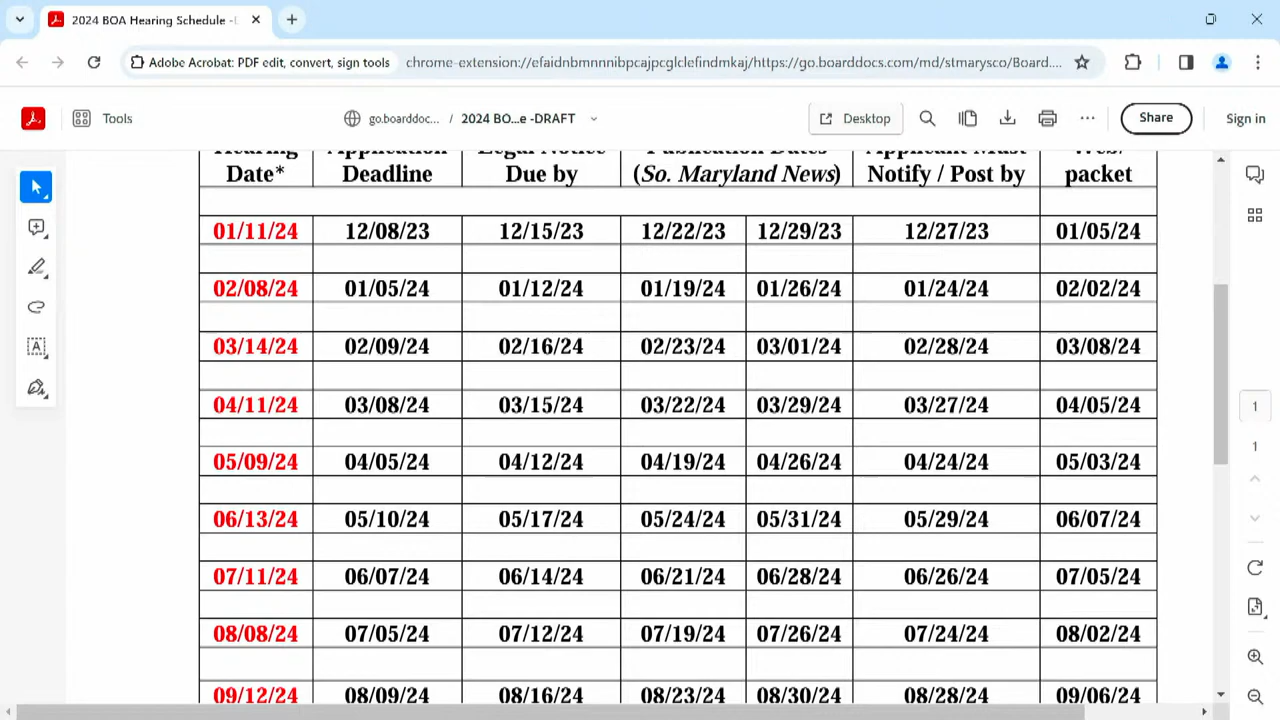 2024 BOA Hearing Schedule -
Adobe Acrobat: PDF edit, convert, sign tools
chrome-extension://efaidnbmnnnibpcajpcglclefindmkaj/https://go.boarddocs.com/md/stmarysco/Board....
Tools
go.boarddoc... / 2024 BO...e -DRAFT
Desktop
Share
Sign in
Hearing Application Legal Notice Publication Dates Applicant Must Web/
Date* Deadline Due by (So. Maryland News) Notify / Post by packet
01/11/24 12/08/23 12/15/23 12/22/23 12/29/23 12/27/23 01/05/24
02/08/24 01/05/24 01/12/24 01/19/24 01/26/24 01/24/24 02/02/24
03/14/24 02/09/24 02/16/24 02/23/24 03/01/24 02/28/24 03/08/24
04/11/24 03/08/24 03/15/24 03/22/24 03/29/24 03/27/24 04/05/24
05/09/24 04/05/24 04/12/24 04/19/24 04/26/24 04/24/24 05/03/24
06/13/24 05/10/24 05/17/24 05/24/24 05/31/24 05/29/24 06/07/24
07/11/24 06/07/24 06/14/24 06/21/24 06/28/24 06/26/24 07/05/24
08/08/24 07/05/24 07/12/24 07/19/24 07/26/24 07/24/24 08/02/24
09/12/24 08/09/24 08/16/24 08/23/24 08/30/24 08/28/24 09/06/24
1
1